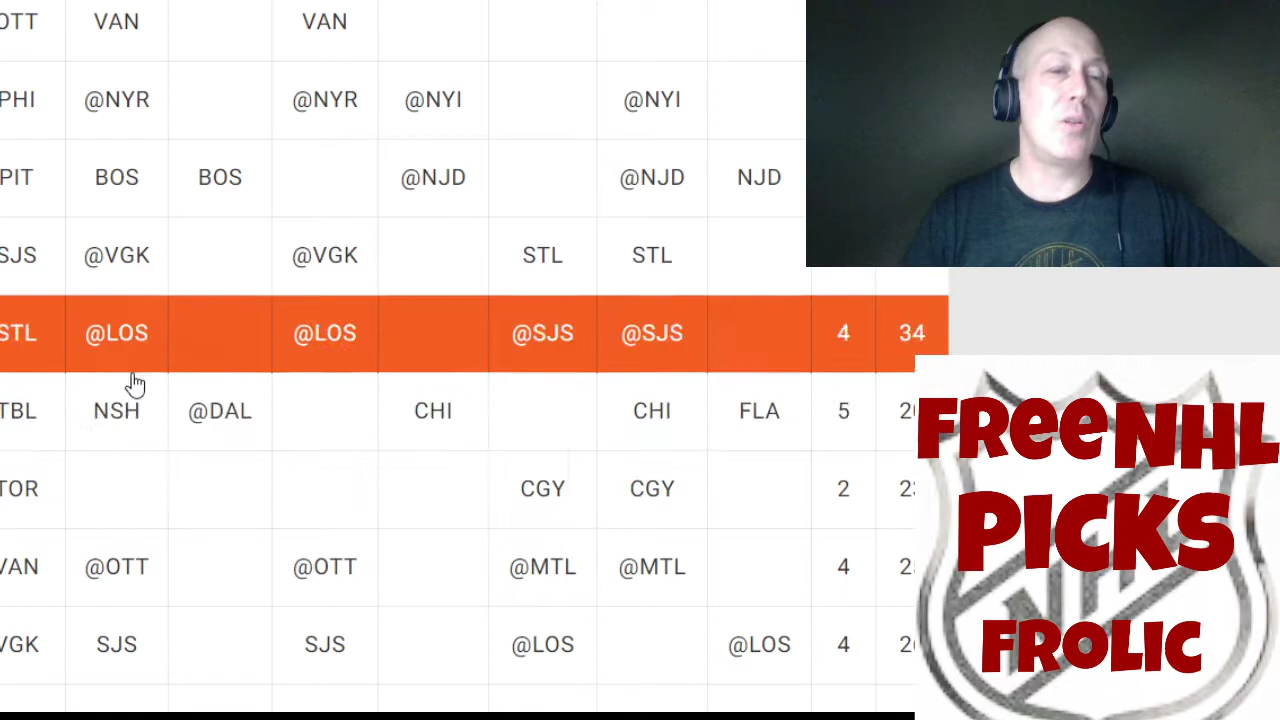 OTT VAN VAN
PHI @NYR @NYR @NYI @NYI
PIT BOS BOS @NJD @NJD NJD
SJS @VGK @VGK STL STL
STL @LOS @LOS @SJS @SJS 4 34
TBL NSH @DAL CHI CHI FLA 5
TOR CGY CGY 2
VAN @OTT @OTT @MTL @MTL 4
VGK SJS SJS @LOS @LOS 4
FREE NHL
PICKS
FROLIC
NHL